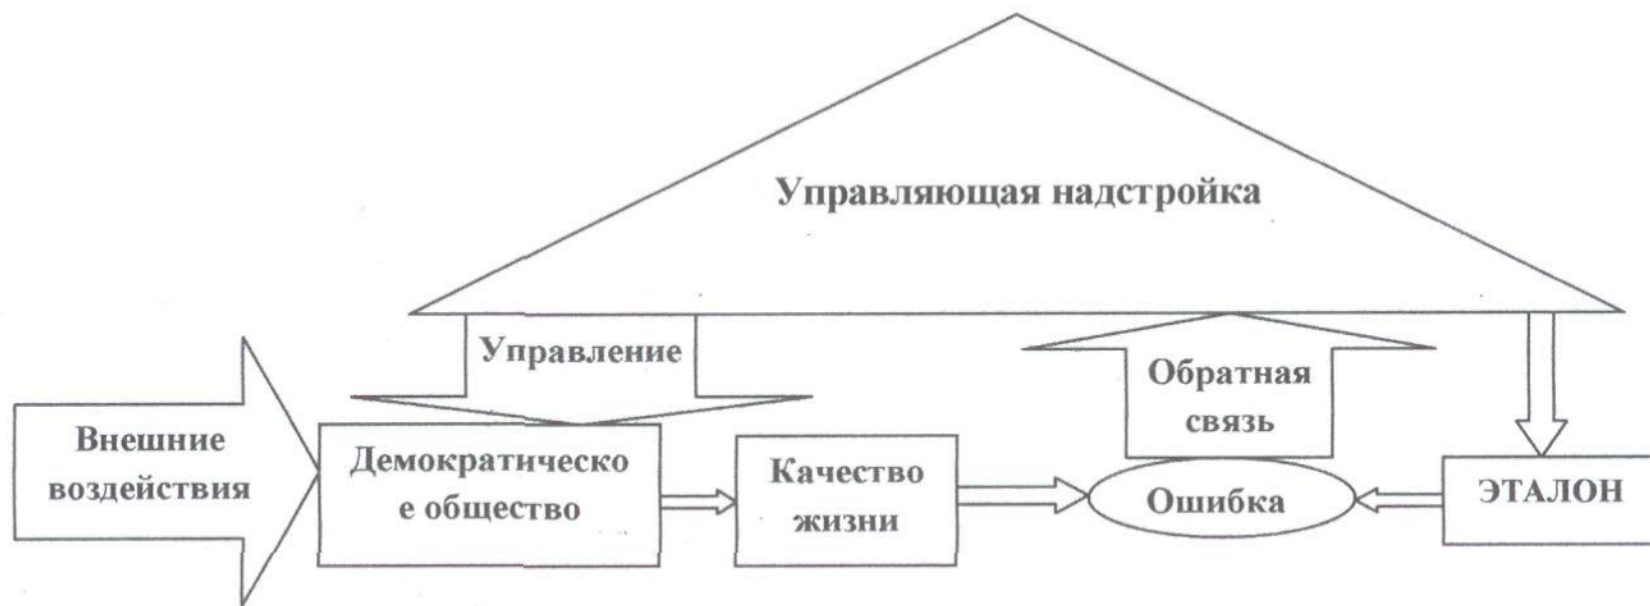 Управляющая надстройка
Управление
Обратная
связь
Внешние
воздействия
Демократическо
е общество
Качество
жизни
Ошибка
ЭТАЛОН